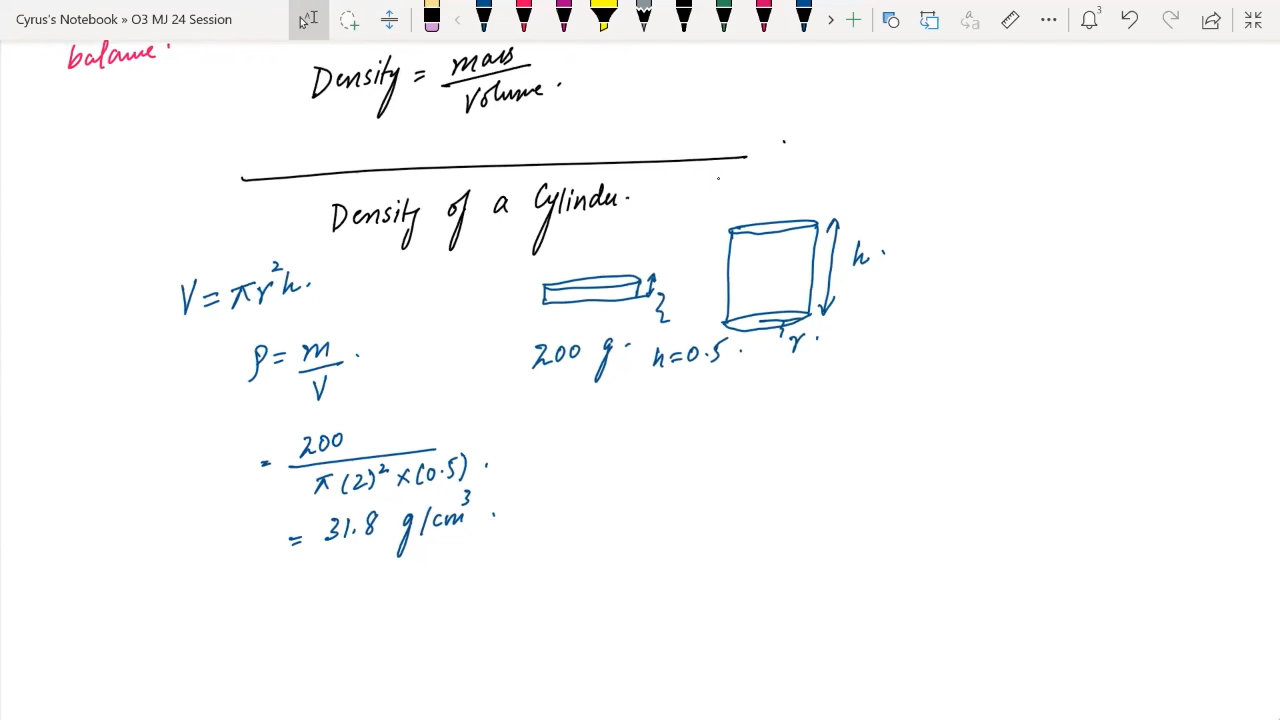 Cyrus's Notebook » O3 MJ 24 Session
3
balance.
Density = mass / Volume.
Density of a Cylinder.
V = πr²h.
h.
r.
ρ = m / V.
200 g. h=0.5.
= 200 / π(2)² × (0.5).
= 31.8 g/cm³.